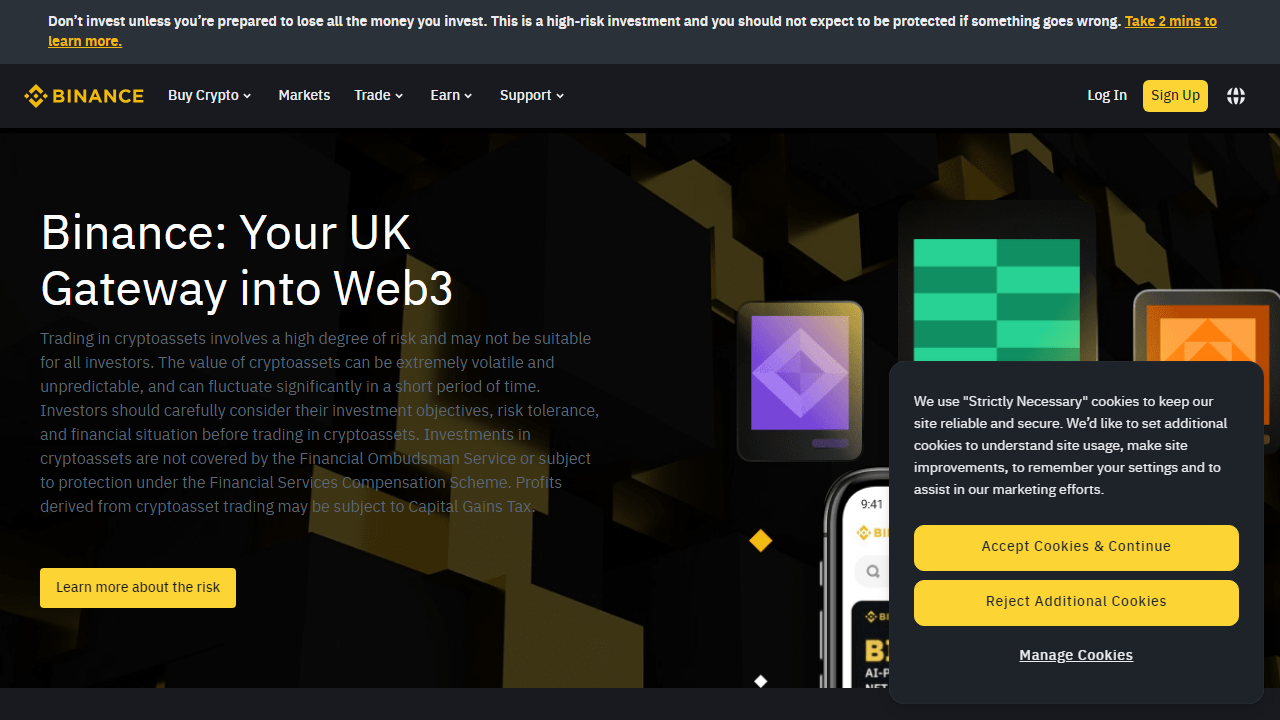 Don’t invest unless you’re prepared to lose all the money you invest. This is a high-risk investment and you should not expect to be protected if something goes wrong. Take 2 mins to
learn more.
BINANCE
Buy Crypto
Markets
Trade
Earn
Support
Log In
Sign Up
Binance: Your UK
Gateway into Web3
Trading in cryptoassets involves a high degree of risk and may not be suitable
for all investors. The value of cryptoassets can be extremely volatile and
unpredictable, and can fluctuate significantly in a short period of time.
Investors should carefully consider their investment objectives, risk tolerance,
and financial situation before trading in cryptoassets. Investments in
cryptoassets are not covered by the Financial Ombudsman Service or subject
to protection under the Financial Services Compensation Scheme. Profits
derived from cryptoasset trading may be subject to Capital Gains Tax.
Learn more about the risk
9:41
We use "Strictly Necessary" cookies to keep our
site reliable and secure. We’d like to set additional
cookies to understand site usage, make site
improvements, to remember your settings and to
assist in our marketing efforts.
Accept Cookies & Continue
Reject Additional Cookies
Manage Cookies